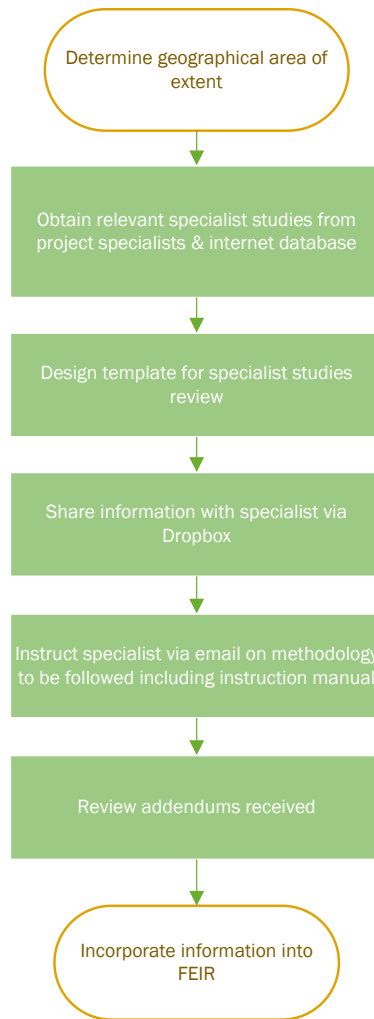 Determine geographical area of
extent
Obtain relevant specialist studies from
project specialists & internet database
Design template for specialist studies
review
Share information with specialist via
Dropbox
Instruct specialist via email on methodology
to be followed including instruction manual
Review addendums received
Incorporate information into
FEIR